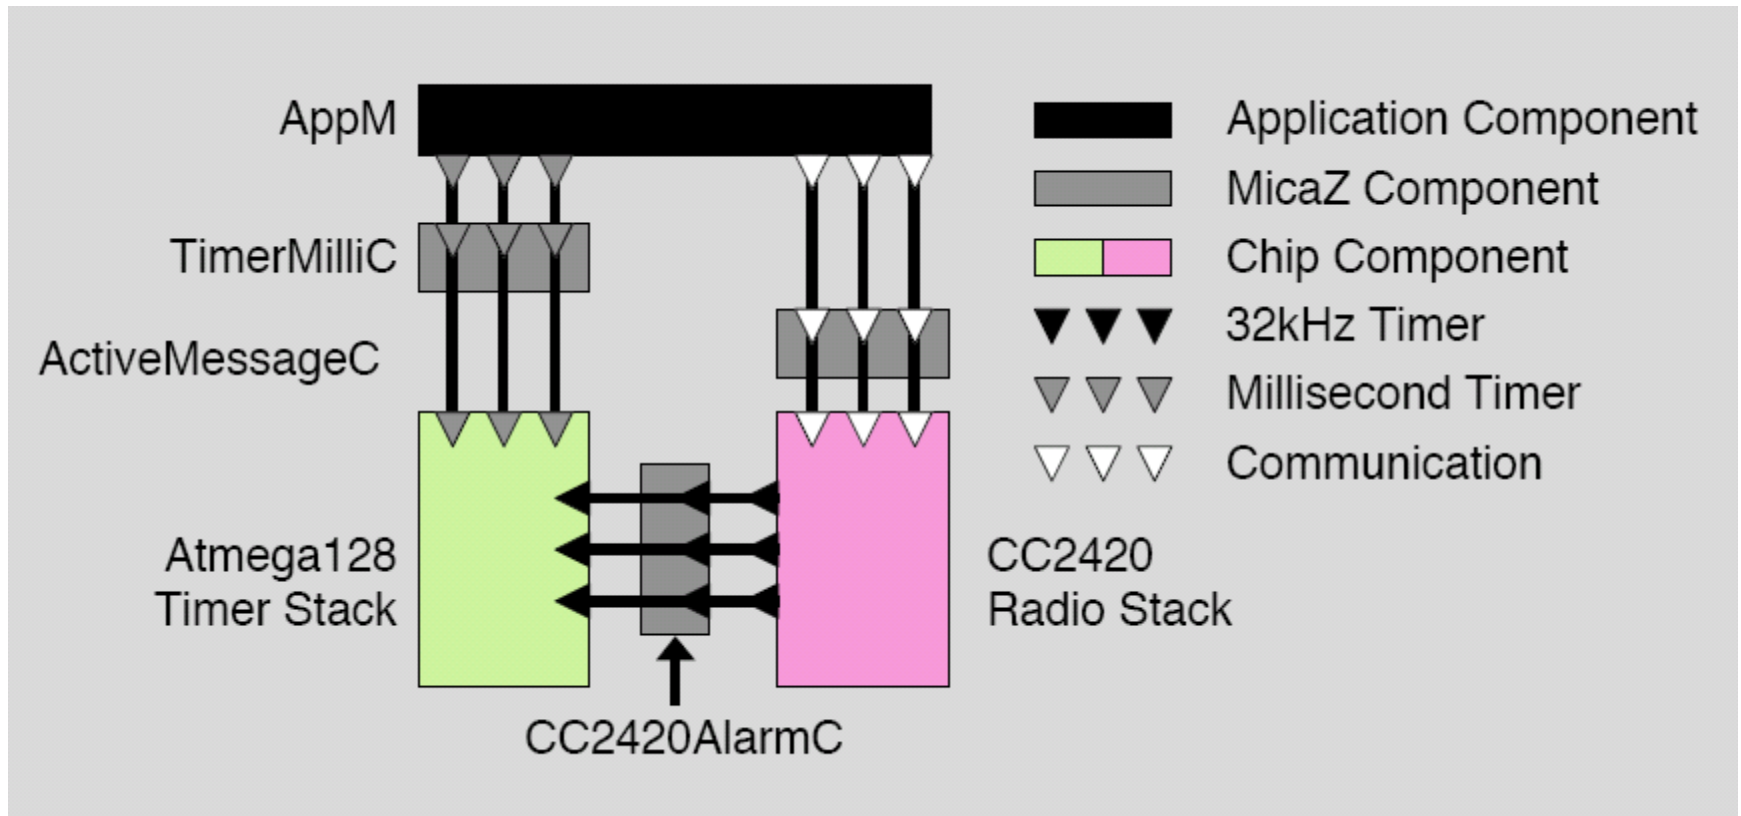 AppM
TimerMilliC
ActiveMessageC
Atmega128
Timer Stack
CC2420AlarmC
CC2420
Radio Stack
Application Component
MicaZ Component
Chip Component
32kHz Timer
Millisecond Timer
Communication